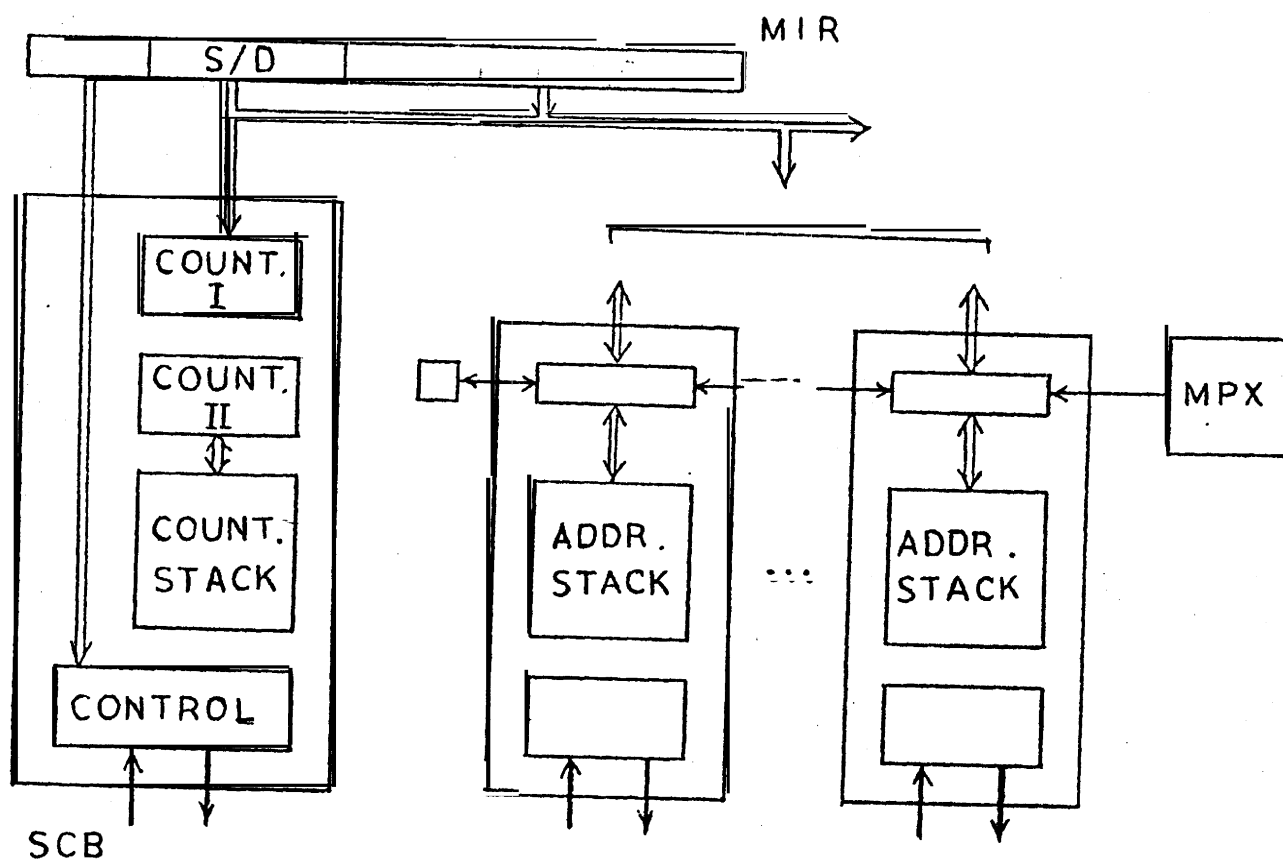 MIR
S/D
COUNT.
I
COUNT.
II
COUNT.
STACK
CONTROL
SCB
ADDR.
STACK
...
ADDR.
STACK
MPX